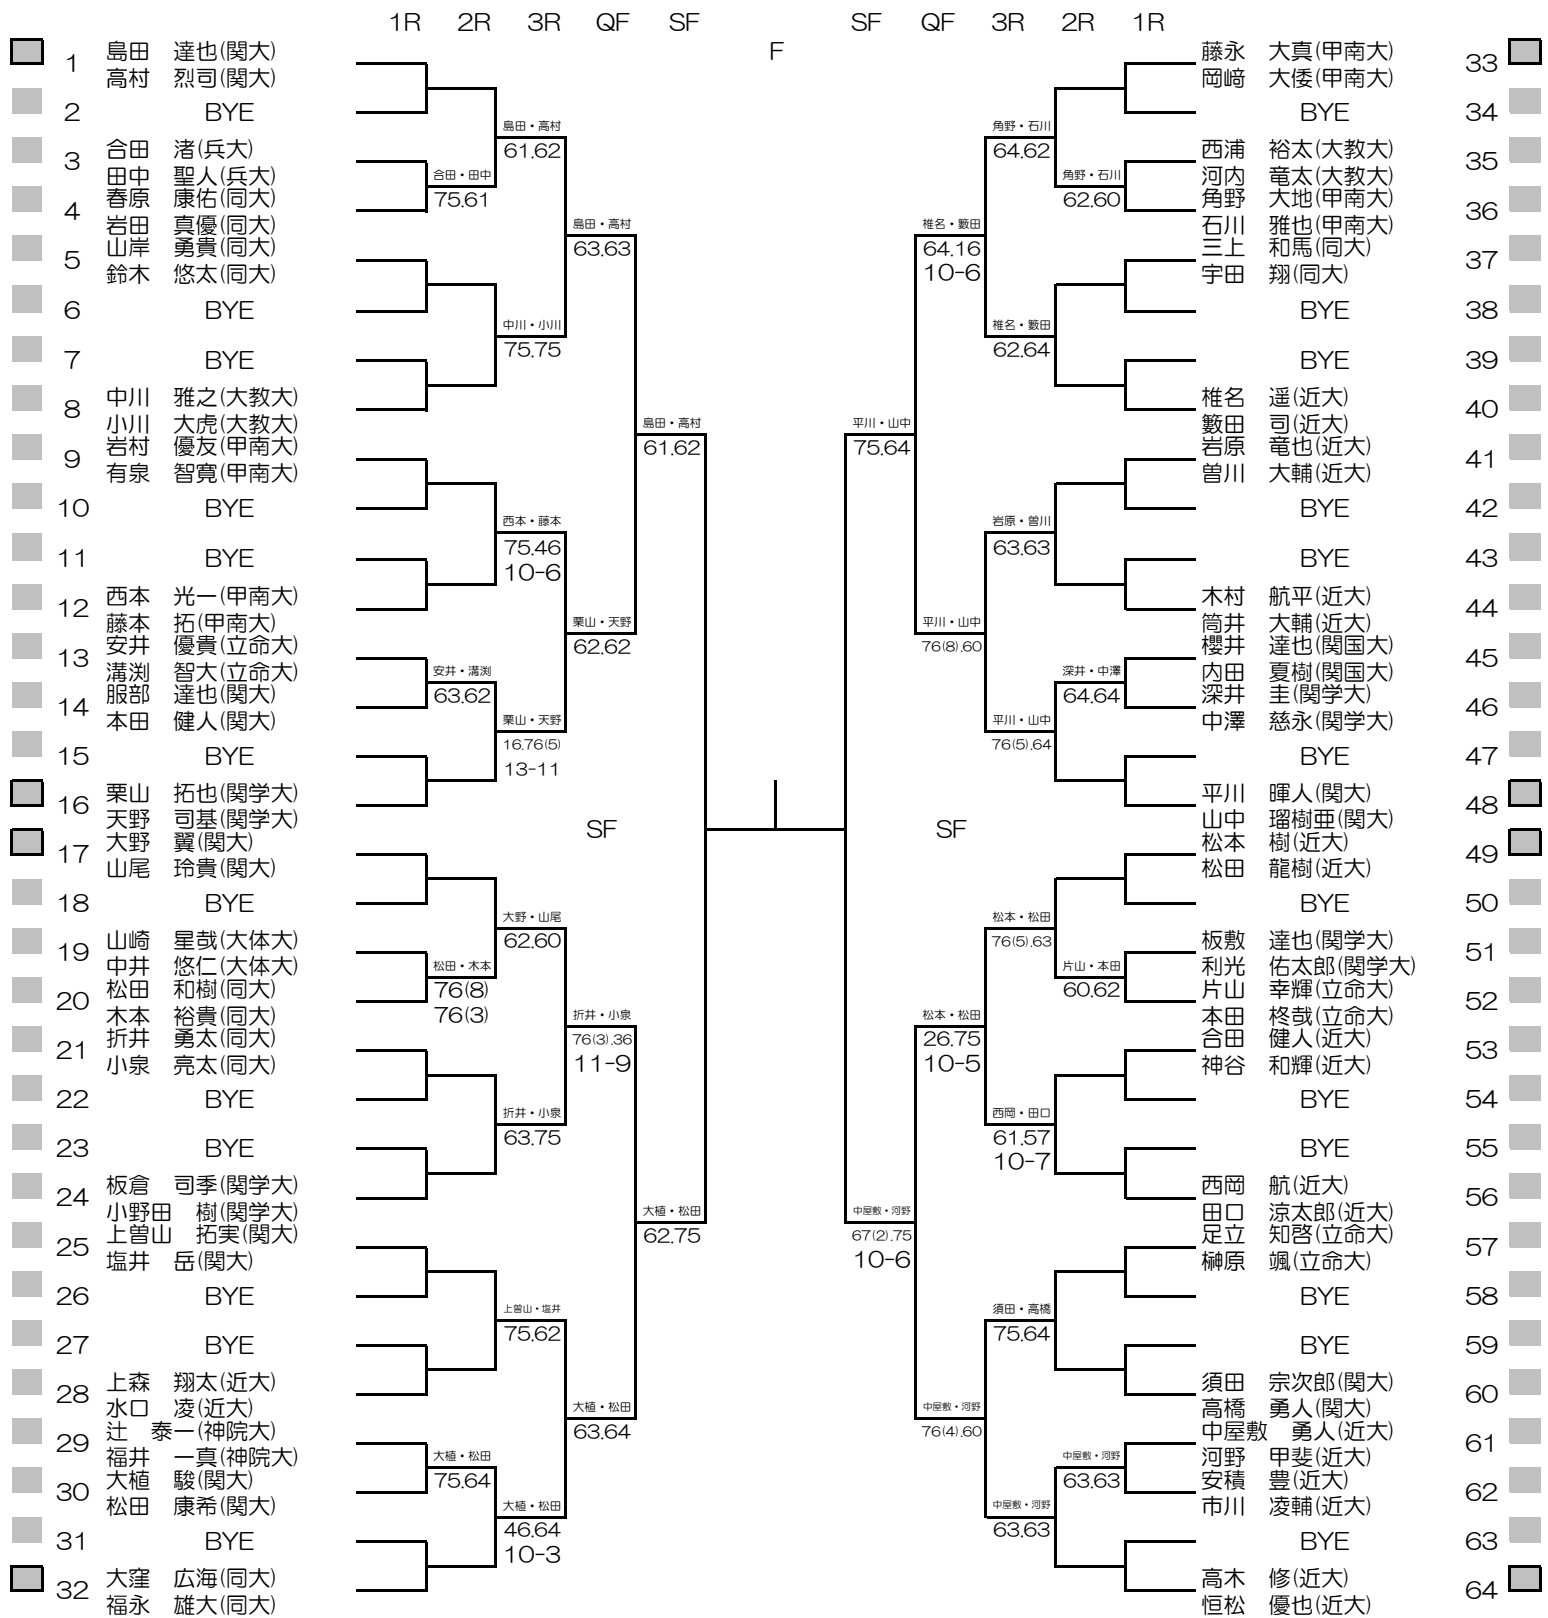 1R 2R 3R QF SF F SF QF 3R 2R 1R
1 島田 達也(関大)
高村 烈司(関大)
2 BYE
3 合田 渚(兵大)
田中 聖人(兵大)
4 春原 康佑(同大)
岩田 真優(同大)
5 山岸 勇貴(同大)
鈴木 悠太(同大)
6 BYE
7 BYE
8 中川 雅之(大教大)
小川 大虎(大教大)
9 岩村 優友(甲南大)
有泉 智寛(甲南大)
10 BYE
11 BYE
12 西本 光一(甲南大)
藤本 拓(甲南大)
13 安井 優貴(立命大)
溝渕 智大(立命大)
14 服部 達也(関大)
本田 健人(関大)
15 BYE
16 栗山 拓也(関学大)
天野 司基(関学大)
17 大野 翼(関大)
山尾 玲貴(関大)
18 BYE
19 山崎 星哉(大体大)
中井 悠仁(大体大)
20 松田 和樹(同大)
木本 裕貴(同大)
21 折井 勇太(同大)
小泉 亮太(同大)
22 BYE
23 BYE
24 板倉 司季(関学大)
小野田 樹(関学大)
25 上曽山 拓実(関大)
塩井 岳(関大)
26 BYE
27 BYE
28 上森 翔太(近大)
水口 凌(近大)
29 辻 泰一(神院大)
福井 一真(神院大)
30 大植 駿(関大)
松田 康希(関大)
31 BYE
32 大窪 広海(同大)
福永 雄大(同大)
合田・田中
75.61
安井・溝渕
63.62
松田・木本
76(8)
76(3)
大植・松田
75.64
島田・高村
61.62
中川・小川
75.75
西本・藤本
75.46
10-6
栗山・天野
16.76(5)
13-11
大野・山尾
62.60
折井・小泉
63.75
上曽山・塩井
75.62
大植・松田
46.64
10-3
島田・高村
63.63
栗山・天野
62.62
折井・小泉
76(3).36
11-9
大植・松田
63.64
島田・高村
61.62
大植・松田
62.75
SF
SF
平川・山中
75.64
中屋敷・河野
67(2).75
10-6
椎名・籔田
64.16
10-6
平川・山中
76(8).60
松本・松田
26.75
10-5
中屋敷・河野
76(4).60
角野・石川
64.62
椎名・籔田
62.64
岩原・曽川
63.63
平川・山中
76(5).64
松本・松田
76(5).63
西岡・田口
61.57
10-7
須田・高橋
75.64
中屋敷・河野
63.63
角野・石川
62.60
深井・中澤
64.64
片山・本田
60.62
中屋敷・河野
63.63
藤永 大真(甲南大) 33
岡﨑 大倭(甲南大)
BYE 34
西浦 裕太(大教大) 35
河内 竜太(大教大)
角野 大地(甲南大) 36
石川 雅也(甲南大)
三上 和馬(同大) 37
宇田 翔(同大)
BYE 38
BYE 39
椎名 遥(近大) 40
籔田 司(近大)
岩原 竜也(近大) 41
曽川 大輔(近大)
BYE 42
BYE 43
木村 航平(近大) 44
筒井 大輔(近大)
櫻井 達也(関国大) 45
内田 夏樹(関国大)
深井 圭(関学大) 46
中澤 慈永(関学大)
BYE 47
平川 暉人(関大) 48
山中 瑠樹亜(関大)
松本 樹(近大) 49
松田 龍樹(近大)
BYE 50
板敷 達也(関学大) 51
利光 佑太郎(関学大)
片山 幸輝(立命大) 52
本田 柊哉(立命大)
合田 健人(近大) 53
神谷 和輝(近大)
BYE 54
BYE 55
西岡 航(近大) 56
田口 涼太郎(近大)
足立 知啓(立命大) 57
榊原 颯(立命大)
BYE 58
BYE 59
須田 宗次郎(関大) 60
高橋 勇人(関大)
中屋敷 勇人(近大) 61
河野 甲斐(近大)
安積 豊(近大) 62
市川 凌輔(近大)
BYE 63
高木 修(近大) 64
恒松 優也(近大)